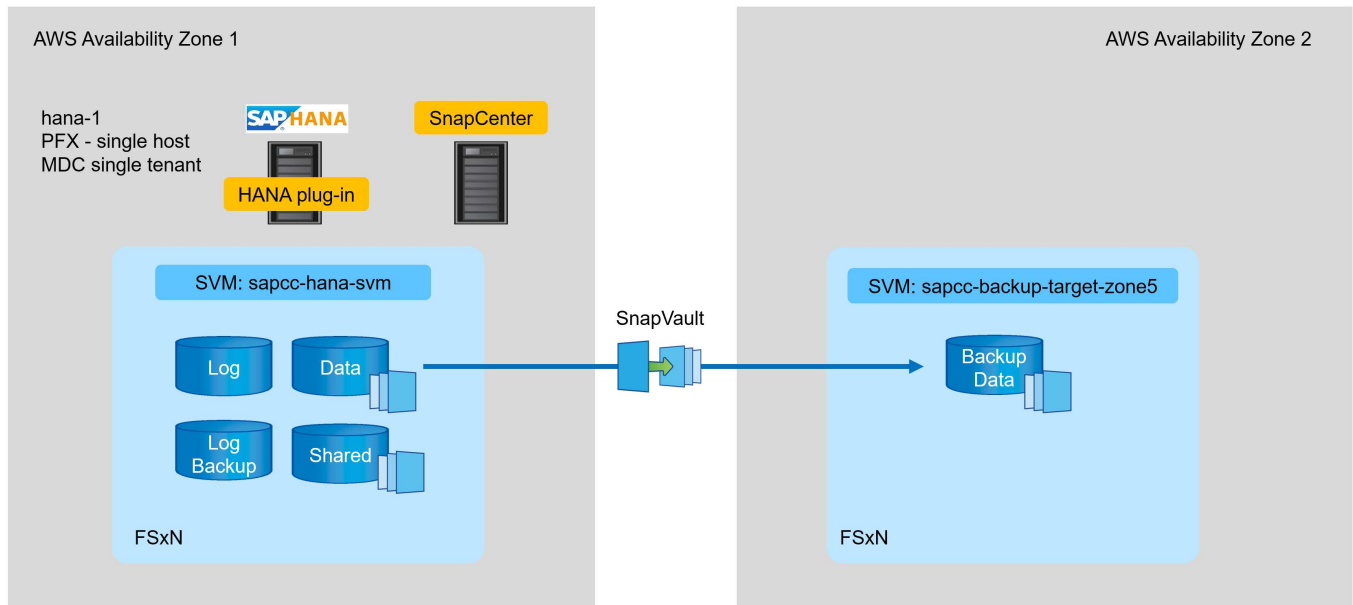 AWS Availability Zone 1
AWS Availability Zone 2
hana-1
PFX - single host
MDC single tenant
SAP HANA
SnapCenter
HANA plug-in
SVM: sapcc-hana-svm
SVM: sapcc-backup-target-zone5
SnapVault
Log
Data
Backup
Data
Log
Backup
Shared
FSxN
FSxN